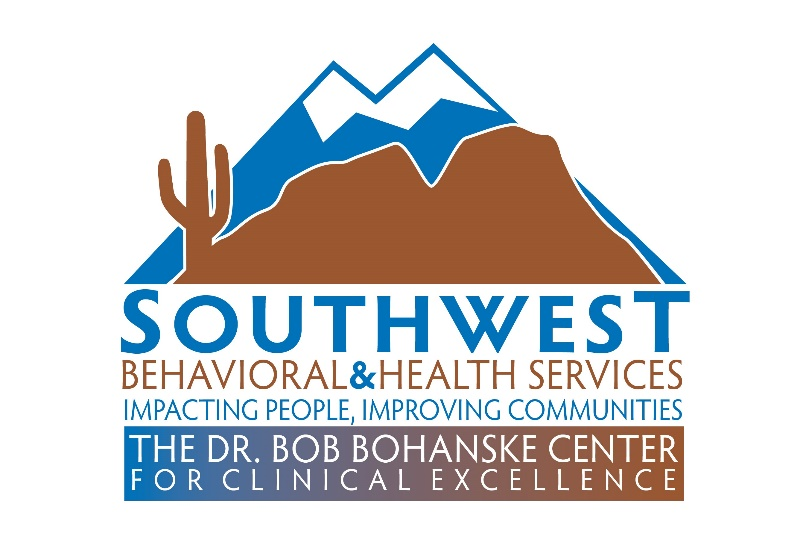 SOUTHWEST
BEHAVIORAL&HEALTH SERVICES
IMPACTING PEOPLE, IMPROVING COMMUNITIES
THE DR. BOB BOHANSKE CENTER
FOR CLINICAL EXCELLENCE